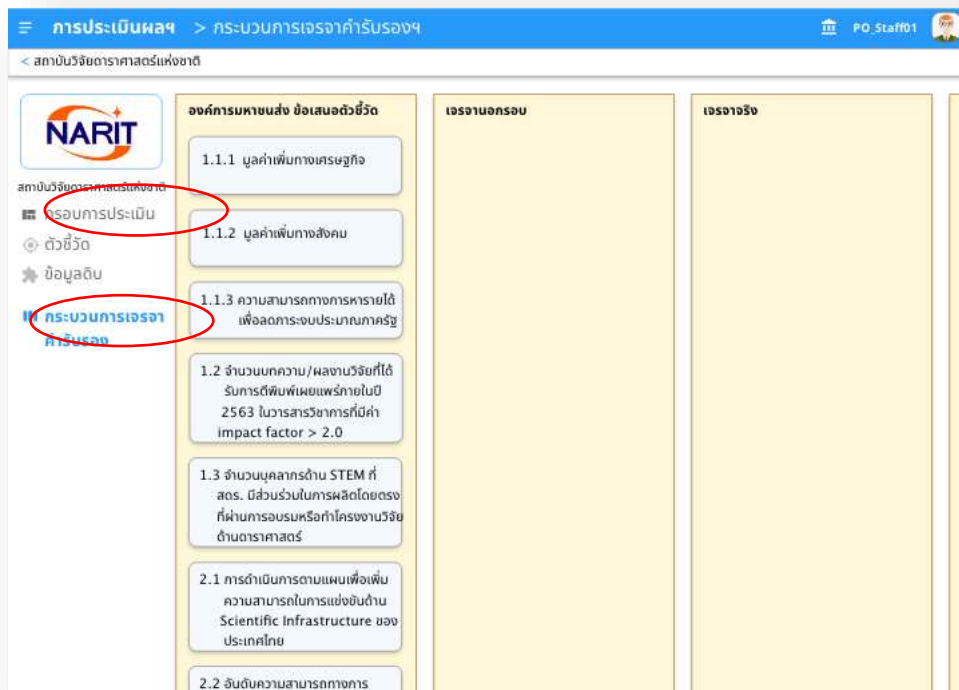 การประเมินผลฯ > กระบวนการเจรจาคำรับรองฯ
PO_Staff01
< สถาบันวิจัยดาราศาสตร์แห่งชาติ
NARIT
สถาบันวิจัยดาราศาสตร์แห่งชาติ
กรอบการประเมิน
ตัวชี้วัด
ข้อมูลดิบ
กระบวนการเจรจา
คำรับรอง
องค์การมหาชนส่ง ข้อเสนอตัวชี้วัด
1.1.1 มูลค่าเพิ่มทางเศรษฐกิจ
1.1.2 มูลค่าเพิ่มทางสังคม
1.1.3 ความสามารถทางการหารายได้
เพื่อลดภาระงบประมาณภาครัฐ
1.2 จำนวนบทความ/ผลงานวิจัยที่ได้
รับการตีพิมพ์เผยแพร่ภายในปี
2563 ในวารสารวิชาการที่มีค่า
impact factor > 2.0
1.3 จำนวนบุคลากรด้าน STEM ที่
สดร. มีส่วนร่วมในการผลิตโดยตรง
ที่ผ่านการอบรมหรือทำโครงงานวิจัย
ด้านดาราศาสตร์
2.1 การดำเนินการตามแผนเพื่อเพิ่ม
ความสามารถในการแข่งขันด้าน
Scientific Infrastructure ของ
ประเทศไทย
2.2 อันดับความสามารถทางการ
เจรจานอกรอบ
เจรจาจริง